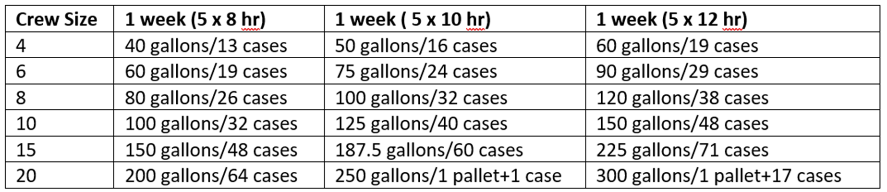 Crew Size 1 week (5 x 8 hr) 1 week ( 5 x 10 hr) 1 week (5 x 12 hr)
4 40 gallons/13 cases 50 gallons/16 cases 60 gallons/19 cases
6 60 gallons/19 cases 75 gallons/24 cases 90 gallons/29 cases
8 80 gallons/26 cases 100 gallons/32 cases 120 gallons/38 cases
10 100 gallons/32 cases 125 gallons/40 cases 150 gallons/48 cases
15 150 gallons/48 cases 187.5 gallons/60 cases 225 gallons/71 cases
20 200 gallons/64 cases 250 gallons/1 pallet+1 case 300 gallons/1 pallet+17 cases